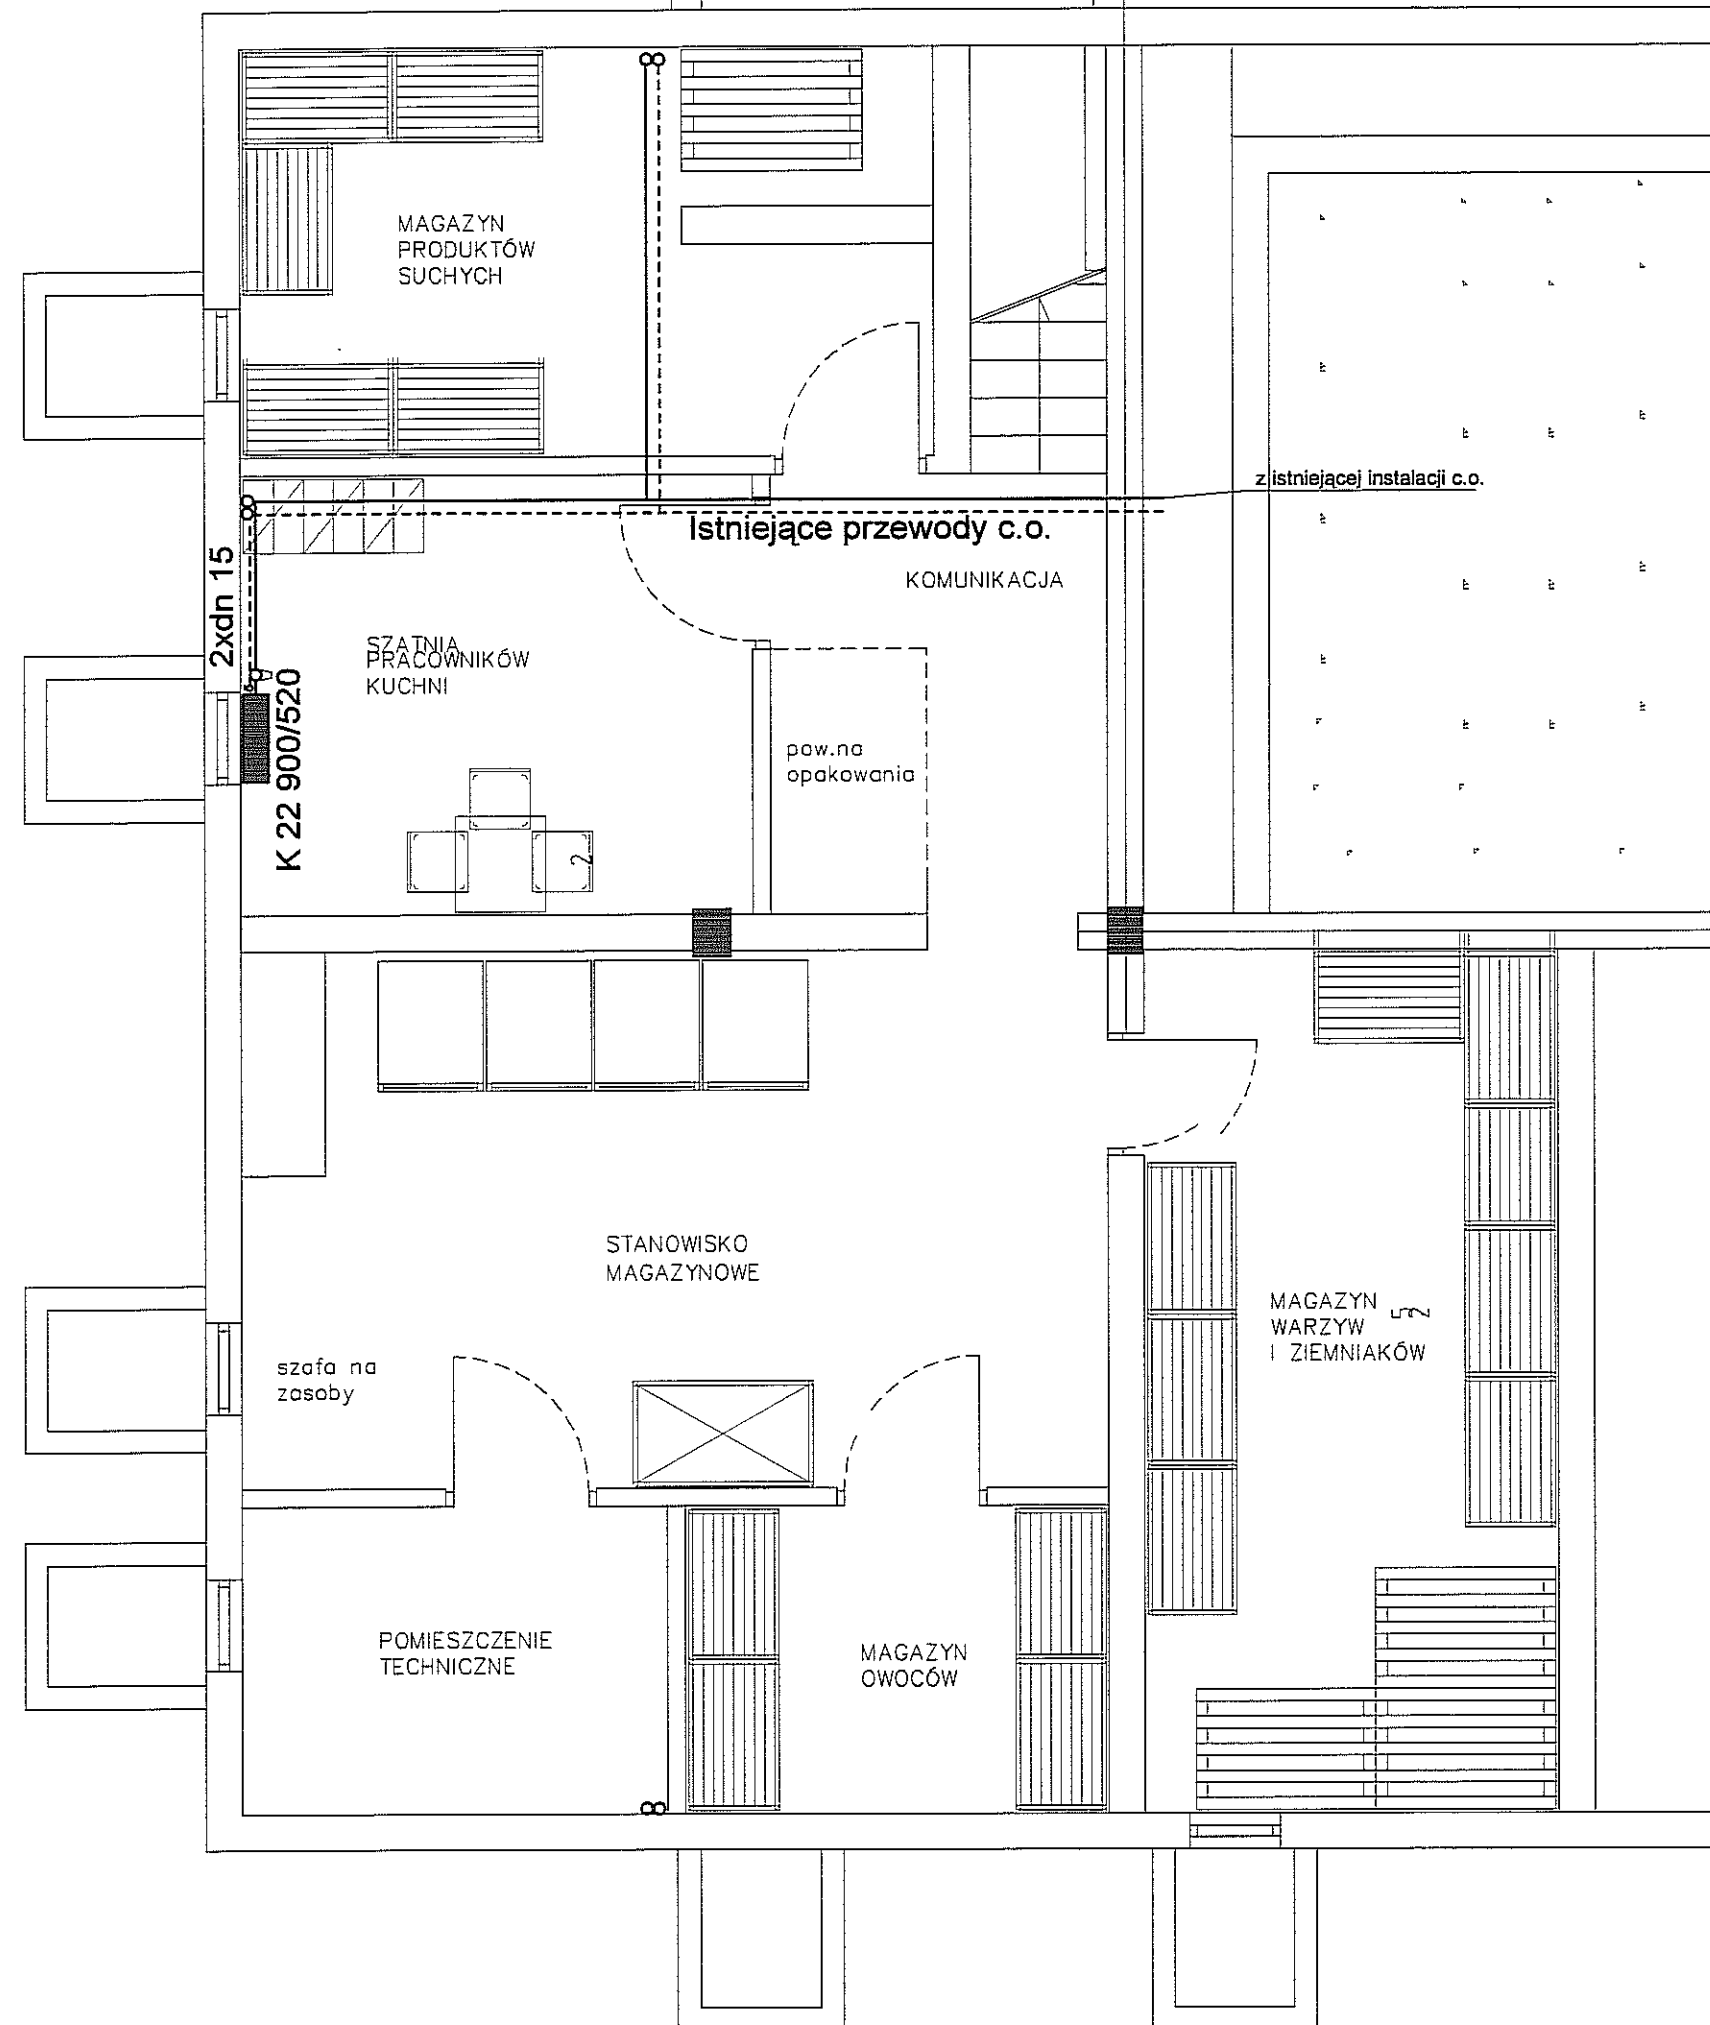 MAGAZYN
PRODUKTÓW
SUCHYCH
z istniejącej instalacji c.o.
Istniejące przewody c.o.
KOMUNIKACJA
2xdn 15
SZATNIA
PRACOWNIKÓW
KUCHNI
K 22 900/520
pow.na
opakowania
2
STANOWISKO
MAGAZYNOWE
MAGAZYN
WARZYW
I ZIEMNIAKÓW
szafa na
zasoby
POMIESZCZENIE
TECHNICZNE
MAGAZYN
OWOCÓW